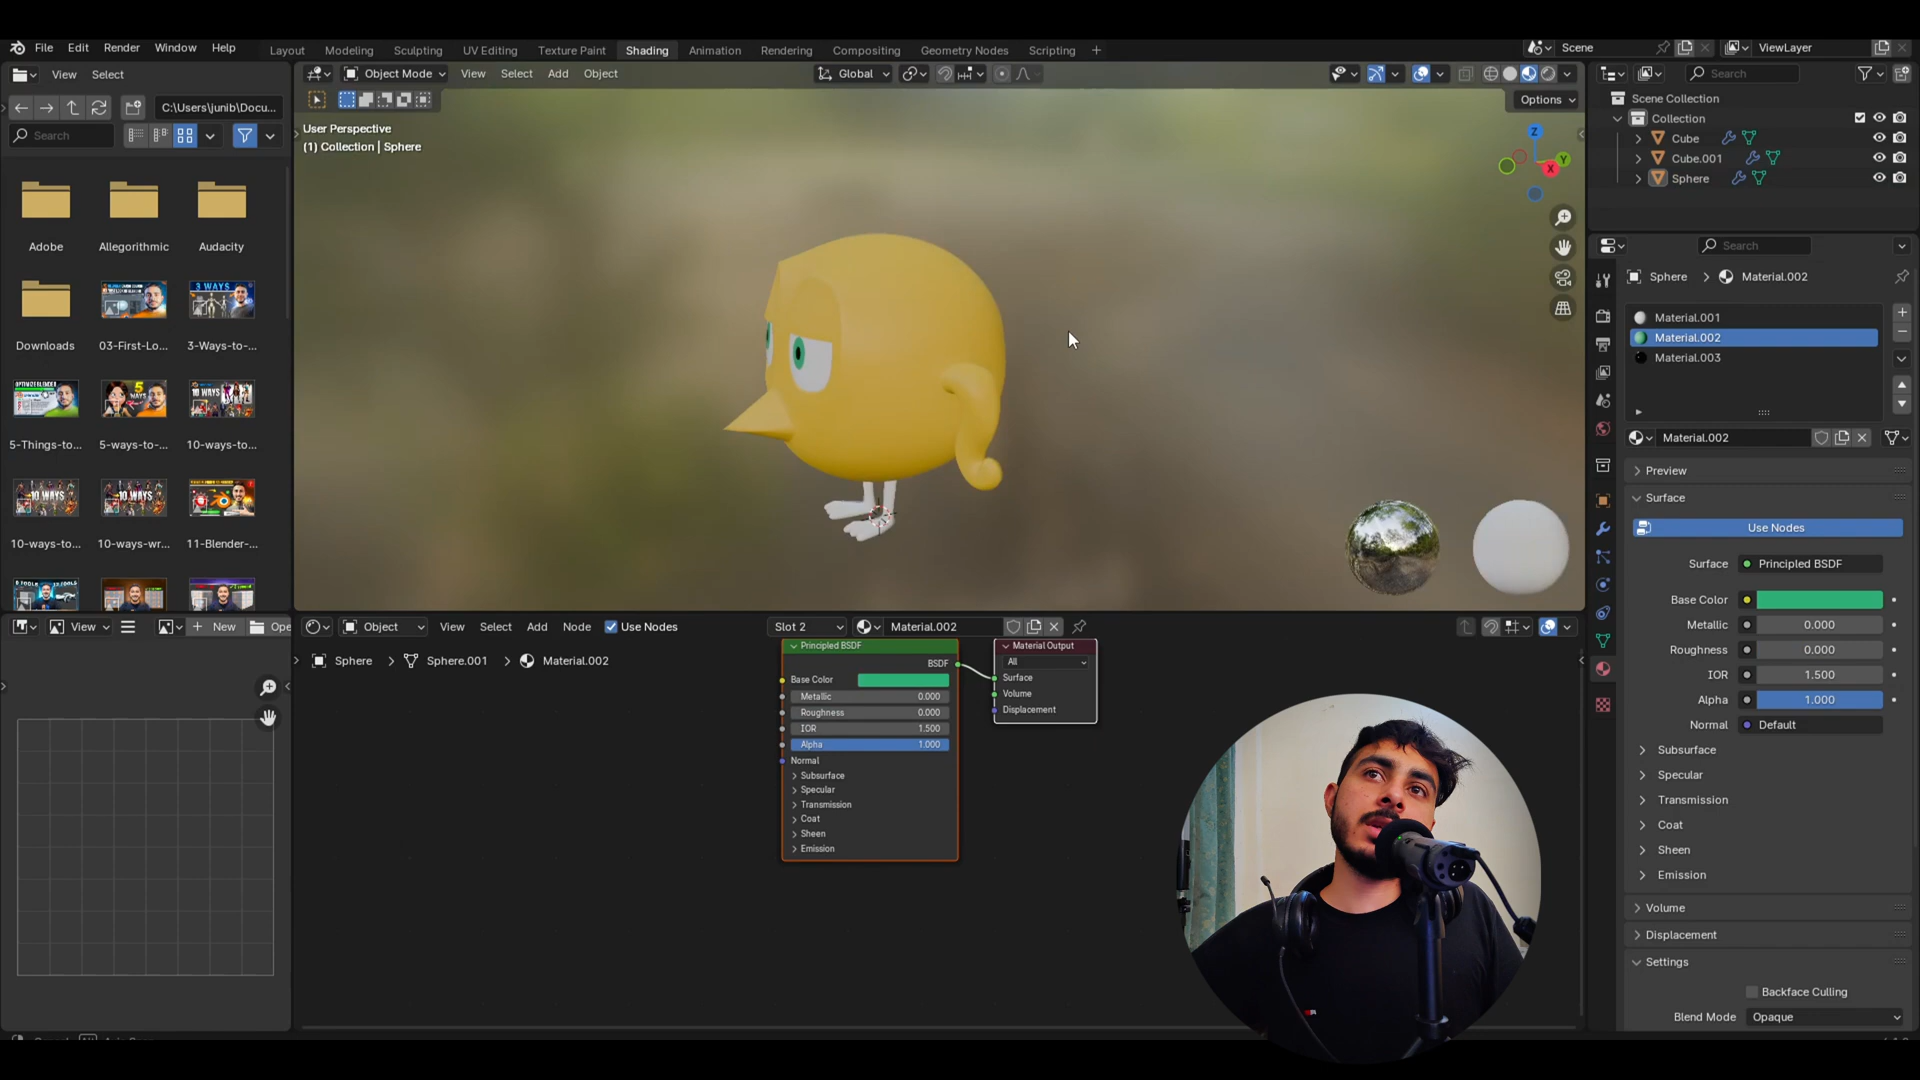 File Edit Render Window Help Layout Modeling Sculpting UV Editing Texture Paint Shading Animation Rendering Compositing Geometry Nodes Scripting + Scene ViewLayer
View Select
C:\Users\junib\Docu...
Search
Adobe Allegorithmic Audacity
Downloads 03-First-Lo... 3-Ways-to-...
5-Things-to... 5-ways-to-... 10-ways-to...
10-ways-to... 10-ways-wr... 11-Blender-...
Object Mode View Select Add Object Global
Options
User Perspective
(1) Collection | Sphere
Z
Y
X
Search
Scene Collection
Collection
Cube
Cube.001
Sphere
Search
Sphere > Material.002
Material.001
Material.002
Material.003
Material.002
Preview
Surface
Use Nodes
Surface Principled BSDF
Base Color
Metallic 0.000
Roughness 0.000
IOR 1.500
Alpha 1.000
Normal Default
Subsurface
Specular
Transmission
Coat
Sheen
Emission
Volume
Displacement
Settings
Backface Culling
Blend Mode Opaque
View New Ope
Object View Select Add Node Use Nodes Slot 2 Material.002
Sphere > Sphere.001 > Material.002
Principled BSDF
BSDF
Base Color
Metallic 0.000
Roughness 0.000
IOR 1.500
Alpha 1.000
Normal
Subsurface
Specular
Transmission
Coat
Sheen
Emission
Material Output
All
Surface
Volume
Displacement